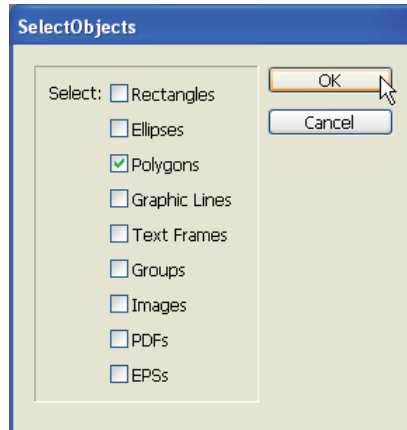 SelectObjects
Select: Rectangles
Ellipses
Polygons
Graphic Lines
Text Frames
Groups
Images
PDFs
EPSs
OK
Cancel